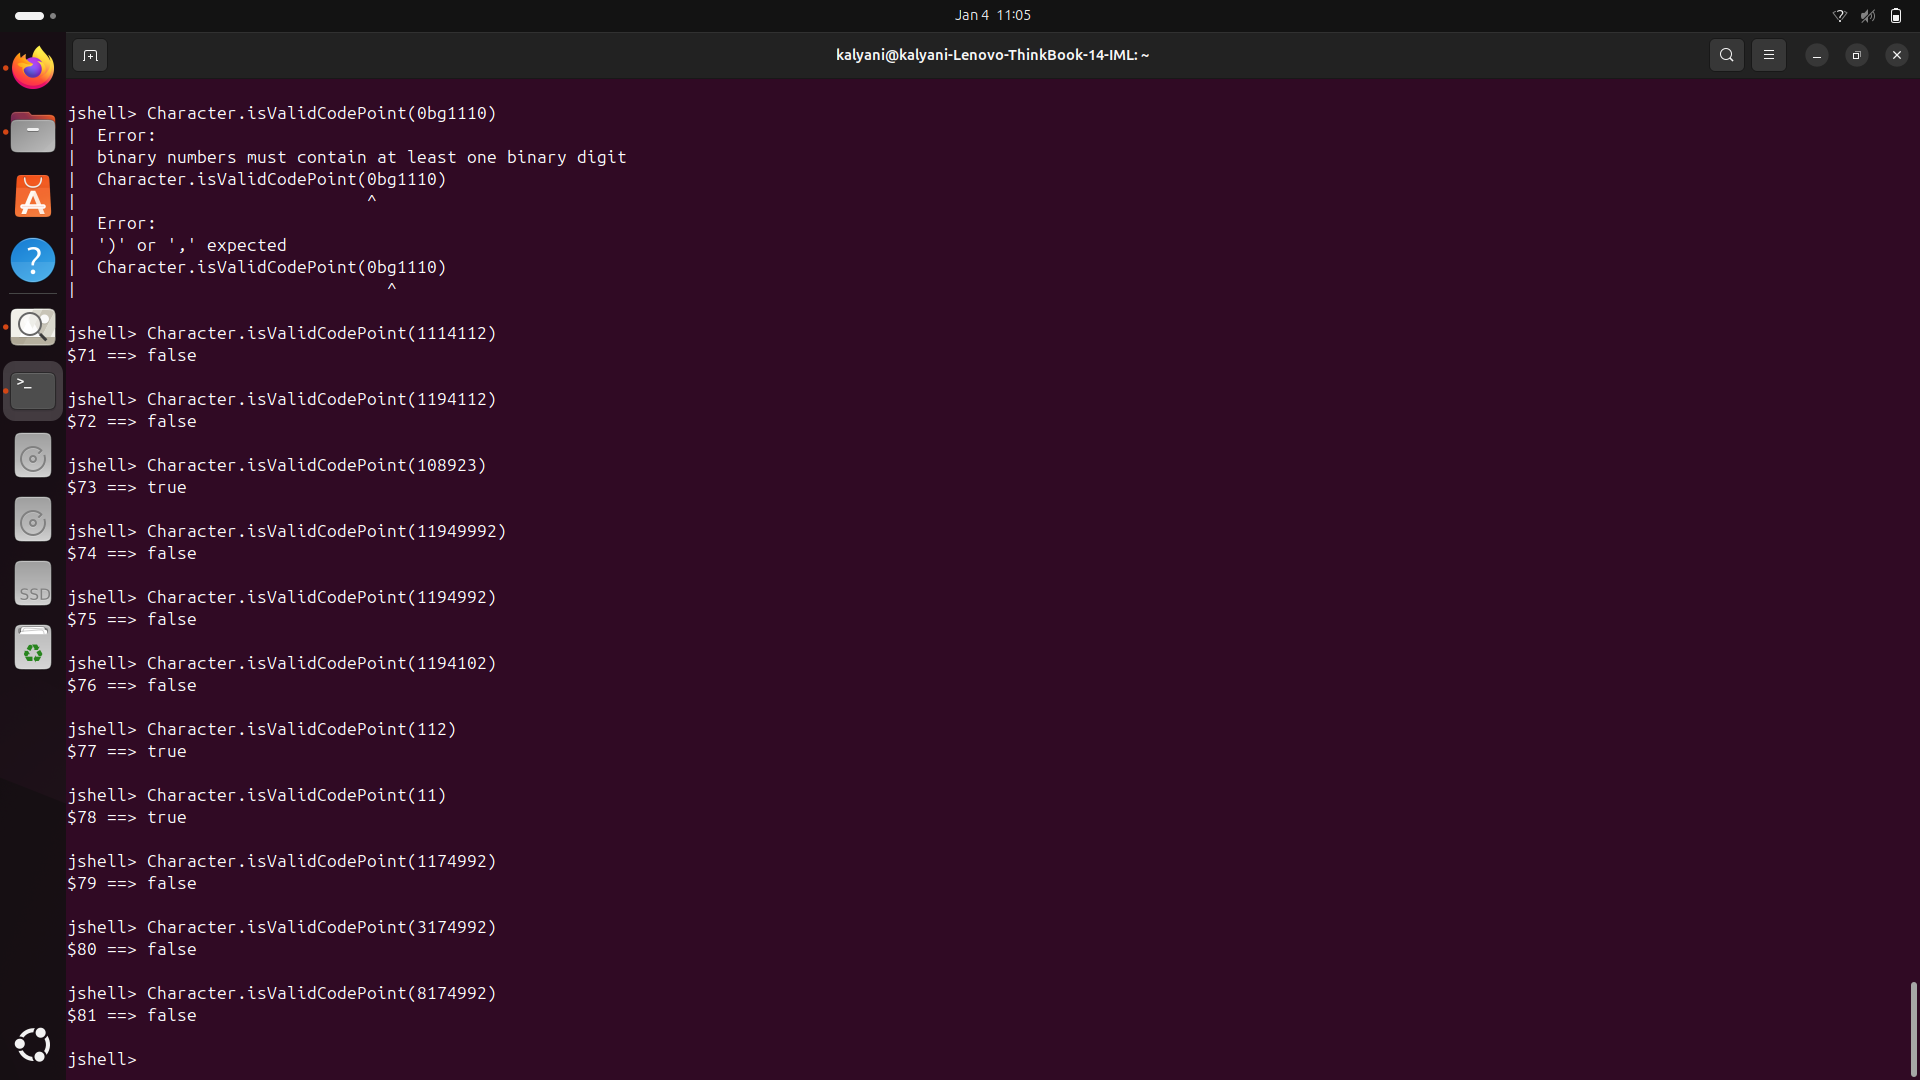 Jan 4 11:05
kalyani@kalyani-Lenovo-ThinkBook-14-IML: ~
jshell> Character.isValidCodePoint(0bg1110)
| Error:
| binary numbers must contain at least one binary digit
| Character.isValidCodePoint(0bg1110)
| ^
| Error:
| ')' or ',' expected
| Character.isValidCodePoint(0bg1110)
| ^
jshell> Character.isValidCodePoint(1114112)
$71 ==> false
jshell> Character.isValidCodePoint(1194112)
$72 ==> false
jshell> Character.isValidCodePoint(108923)
$73 ==> true
jshell> Character.isValidCodePoint(11949992)
$74 ==> false
jshell> Character.isValidCodePoint(1194992)
$75 ==> false
jshell> Character.isValidCodePoint(1194102)
$76 ==> false
jshell> Character.isValidCodePoint(112)
$77 ==> true
jshell> Character.isValidCodePoint(11)
$78 ==> true
jshell> Character.isValidCodePoint(1174992)
$79 ==> false
jshell> Character.isValidCodePoint(3174992)
$80 ==> false
jshell> Character.isValidCodePoint(8174992)
$81 ==> false
jshell>
SSD